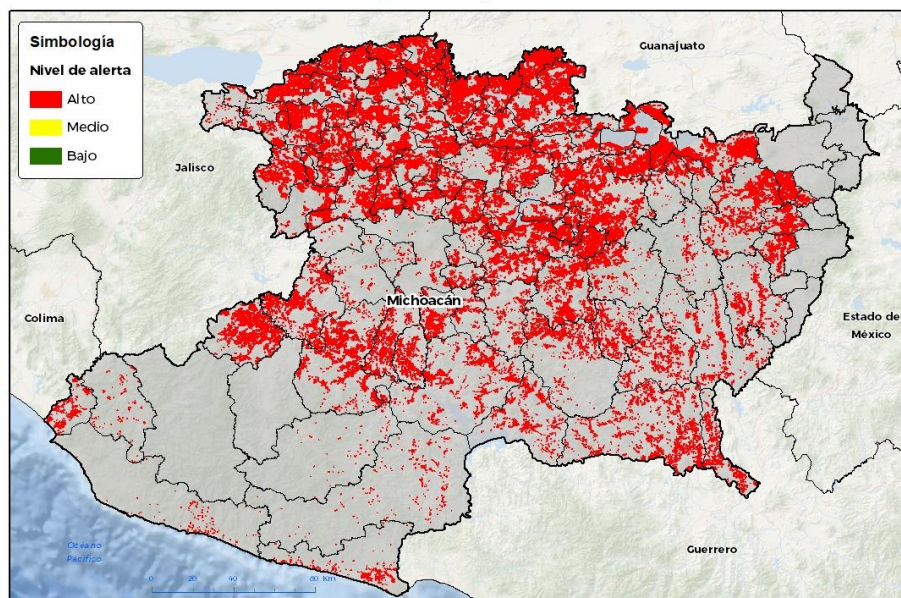 Simbología
Nivel de alerta
Alto
Medio
Bajo
Guanajuato
Jalisco
Michoacán
Colima
Estado de
México
Guerrero
Océano
Pacífico
0 20 40 80 Km